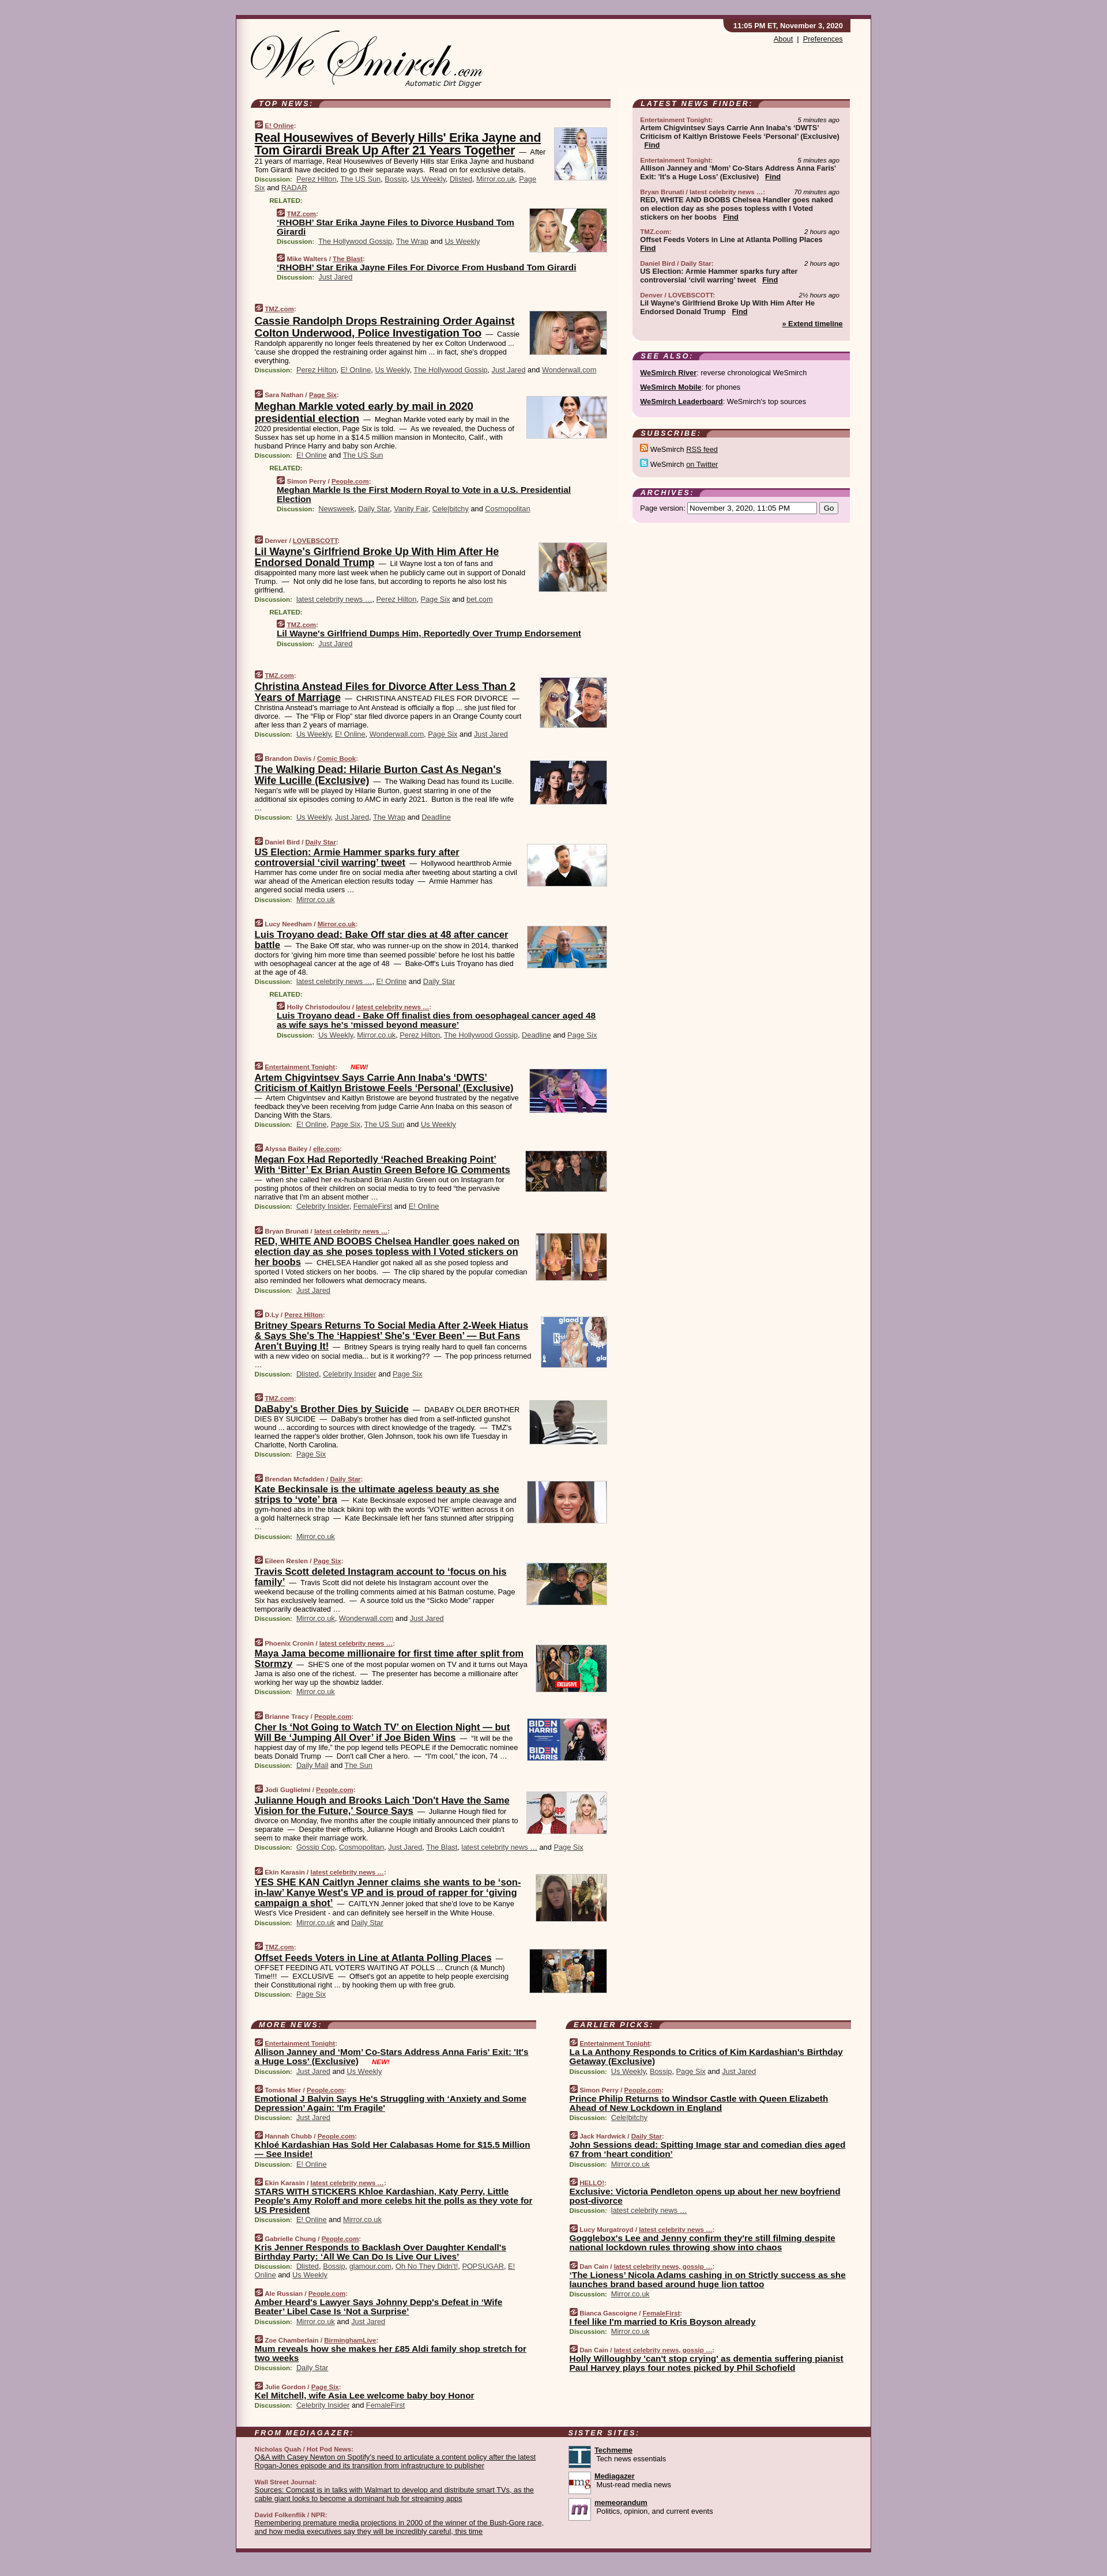 11:05 PM ET, November 3, 2020
About | Preferences
We Smirch.com
Automatic Dirt Digger
TOP NEWS:
E! Online:
Real Housewives of Beverly Hills' Erika Jayne and
Tom Girardi Break Up After 21 Years Together — After
21 years of marriage, Real Housewives of Beverly Hills star Erika Jayne and husband
Tom Girardi have decided to go their separate ways. Read on for exclusive details.
Discussion: Perez Hilton, The US Sun, Bossip, Us Weekly, Dlisted, Mirror.co.uk, Page
Six and RADAR
RELATED:
TMZ.com:
‘RHOBH’ Star Erika Jayne Files to Divorce Husband Tom
Girardi
Discussion: The Hollywood Gossip, The Wrap and Us Weekly
Mike Walters / The Blast:
‘RHOBH’ Star Erika Jayne Files For Divorce From Husband Tom Girardi
Discussion: Just Jared
TMZ.com:
Cassie Randolph Drops Restraining Order Against
Colton Underwood, Police Investigation Too — Cassie
Randolph apparently no longer feels threatened by her ex Colton Underwood ...
'cause she dropped the restraining order against him ... in fact, she's dropped
everything.
Discussion: Perez Hilton, E! Online, Us Weekly, The Hollywood Gossip, Just Jared and Wonderwall.com
Sara Nathan / Page Six:
Meghan Markle voted early by mail in 2020
presidential election — Meghan Markle voted early by mail in the
2020 presidential election, Page Six is told. — As we revealed, the Duchess of
Sussex has set up home in a $14.5 million mansion in Montecito, Calif., with
husband Prince Harry and baby son Archie.
Discussion: E! Online and The US Sun
RELATED:
Simon Perry / People.com:
Meghan Markle Is the First Modern Royal to Vote in a U.S. Presidential
Election
Discussion: Newsweek, Daily Star, Vanity Fair, Cele|bitchy and Cosmopolitan
Denver / LOVEBSCOTT:
Lil Wayne's Girlfriend Broke Up With Him After He
Endorsed Donald Trump — Lil Wayne lost a ton of fans and
disappointed many more last week when he publicly came out in support of Donald
Trump. — Not only did he lose fans, but according to reports he also lost his
girlfriend.
Discussion: latest celebrity news …, Perez Hilton, Page Six and bet.com
RELATED:
TMZ.com:
Lil Wayne's Girlfriend Dumps Him, Reportedly Over Trump Endorsement
Discussion: Just Jared
TMZ.com:
Christina Anstead Files for Divorce After Less Than 2
Years of Marriage — CHRISTINA ANSTEAD FILES FOR DIVORCE —
Christina Anstead's marriage to Ant Anstead is officially a flop ... she just filed for
divorce. — The “Flip or Flop” star filed divorce papers in an Orange County court
after less than 2 years of marriage.
Discussion: Us Weekly, E! Online, Wonderwall.com, Page Six and Just Jared
Brandon Davis / Comic Book:
The Walking Dead: Hilarie Burton Cast As Negan's
Wife Lucille (Exclusive) — The Walking Dead has found its Lucille.
Negan's wife will be played by Hilarie Burton, guest starring in one of the
additional six episodes coming to AMC in early 2021. Burton is the real life wife
…
Discussion: Us Weekly, Just Jared, The Wrap and Deadline
Daniel Bird / Daily Star:
US Election: Armie Hammer sparks fury after
controversial ‘civil warring’ tweet — Hollywood heartthrob Armie
Hammer has come under fire on social media after tweeting about starting a civil
war ahead of the American election results today — Armie Hammer has
angered social media users …
Discussion: Mirror.co.uk
Lucy Needham / Mirror.co.uk:
Luis Troyano dead: Bake Off star dies at 48 after cancer
battle — The Bake Off star, who was runner-up on the show in 2014, thanked
doctors for ‘giving him more time than seemed possible’ before he lost his battle
with oesophageal cancer at the age of 48 — Bake-Off's Luis Troyano has died
at the age of 48.
Discussion: latest celebrity news …, E! Online and Daily Star
RELATED:
Holly Christodoulou / latest celebrity news …:
Luis Troyano dead - Bake Off finalist dies from oesophageal cancer aged 48
as wife says he's ‘missed beyond measure’
Discussion: Us Weekly, Mirror.co.uk, Perez Hilton, The Hollywood Gossip, Deadline and Page Six
Entertainment Tonight: NEW!
Artem Chigvintsev Says Carrie Ann Inaba's ‘DWTS’
Criticism of Kaitlyn Bristowe Feels ‘Personal’ (Exclusive)
— Artem Chigvintsev and Kaitlyn Bristowe are beyond frustrated by the negative
feedback they've been receiving from judge Carrie Ann Inaba on this season of
Dancing With the Stars.
Discussion: E! Online, Page Six, The US Sun and Us Weekly
Alyssa Bailey / elle.com:
Megan Fox Had Reportedly ‘Reached Breaking Point’
With ‘Bitter’ Ex Brian Austin Green Before IG Comments
— when she called her ex-husband Brian Austin Green out on Instagram for
posting photos of their children on social media to try to feed “the pervasive
narrative that I'm an absent mother …
Discussion: Celebrity Insider, FemaleFirst and E! Online
Bryan Brunati / latest celebrity news …:
RED, WHITE AND BOOBS Chelsea Handler goes naked on
election day as she poses topless with I Voted stickers on
her boobs — CHELSEA Handler got naked all as she posed topless and
sported I Voted stickers on her boobs. — The clip shared by the popular comedian
also reminded her followers what democracy means.
Discussion: Just Jared
D.Ly / Perez Hilton:
Britney Spears Returns To Social Media After 2-Week Hiatus
& Says She's The ‘Happiest’ She's ‘Ever Been’ — But Fans
Aren't Buying It! — Britney Spears is trying really hard to quell fan concerns
with a new video on social media... but is it working?? — The pop princess returned
…
Discussion: Dlisted, Celebrity Insider and Page Six
TMZ.com:
DaBaby's Brother Dies by Suicide — DABABY OLDER BROTHER
DIES BY SUICIDE — DaBaby's brother has died from a self-inflicted gunshot
wound ... according to sources with direct knowledge of the tragedy. — TMZ's
learned the rapper's older brother, Glen Johnson, took his own life Tuesday in
Charlotte, North Carolina.
Discussion: Page Six
Brendan Mcfadden / Daily Star:
Kate Beckinsale is the ultimate ageless beauty as she
strips to ‘vote’ bra — Kate Beckinsale exposed her ample cleavage and
gym-honed abs in the black bikini top with the words ‘VOTE’ written across it on
a gold halterneck strap — Kate Beckinsale left her fans stunned after stripping
…
Discussion: Mirror.co.uk
Eileen Reslen / Page Six:
Travis Scott deleted Instagram account to ‘focus on his
family’ — Travis Scott did not delete his Instagram account over the
weekend because of the trolling comments aimed at his Batman costume, Page
Six has exclusively learned. — A source told us the “Sicko Mode” rapper
temporarily deactivated …
Discussion: Mirror.co.uk, Wonderwall.com and Just Jared
Phoenix Cronin / latest celebrity news …:
Maya Jama become millionaire for first time after split from
Stormzy — SHE'S one of the most popular women on TV and it turns out Maya
Jama is also one of the richest. — The presenter has become a millionaire after
working her way up the showbiz ladder.
Discussion: Mirror.co.uk
Brianne Tracy / People.com:
Cher Is ‘Not Going to Watch TV’ on Election Night — but
Will Be ‘Jumping All Over’ if Joe Biden Wins — “It will be the
happiest day of my life,” the pop legend tells PEOPLE if the Democratic nominee
beats Donald Trump — Don't call Cher a hero. — “I'm cool,” the icon, 74 …
Discussion: Daily Mail and The Sun
Jodi Guglielmi / People.com:
Julianne Hough and Brooks Laich 'Don't Have the Same
Vision for the Future,' Source Says — Julianne Hough filed for
divorce on Monday, five months after the couple initially announced their plans to
separate — Despite their efforts, Julianne Hough and Brooks Laich couldn't
seem to make their marriage work.
Discussion: Gossip Cop, Cosmopolitan, Just Jared, The Blast, latest celebrity news … and Page Six
Ekin Karasin / latest celebrity news …:
YES SHE KAN Caitlyn Jenner claims she wants to be ‘son-
in-law’ Kanye West's VP and is proud of rapper for ‘giving
campaign a shot’ — CAITLYN Jenner joked that she'd love to be Kanye
West's Vice President - and can definitely see herself in the White House.
Discussion: Mirror.co.uk and Daily Star
TMZ.com:
Offset Feeds Voters in Line at Atlanta Polling Places —
OFFSET FEEDING ATL VOTERS WAITING AT POLLS ... Crunch (& Munch)
Time!!! — EXCLUSIVE — Offset's got an appetite to help people exercising
their Constitutional right ... by hooking them up with free grub.
Discussion: Page Six
LATEST NEWS FINDER:
Entertainment Tonight: 5 minutes ago
Artem Chigvintsev Says Carrie Ann Inaba's ‘DWTS’
Criticism of Kaitlyn Bristowe Feels ‘Personal’ (Exclusive)
Find
Entertainment Tonight: 5 minutes ago
Allison Janney and ‘Mom’ Co-Stars Address Anna Faris'
Exit: 'It's a Huge Loss' (Exclusive) Find
Bryan Brunati / latest celebrity news …: 70 minutes ago
RED, WHITE AND BOOBS Chelsea Handler goes naked
on election day as she poses topless with I Voted
stickers on her boobs Find
TMZ.com: 2 hours ago
Offset Feeds Voters in Line at Atlanta Polling Places
Find
Daniel Bird / Daily Star: 2 hours ago
US Election: Armie Hammer sparks fury after
controversial ‘civil warring’ tweet Find
Denver / LOVEBSCOTT: 2½ hours ago
Lil Wayne's Girlfriend Broke Up With Him After He
Endorsed Donald Trump Find
» Extend timeline
SEE ALSO:
WeSmirch River: reverse chronological WeSmirch
WeSmirch Mobile: for phones
WeSmirch Leaderboard: WeSmirch's top sources
SUBSCRIBE:
WeSmirch RSS feed
WeSmirch on Twitter
ARCHIVES:
Page version: November 3, 2020, 11:05 PM Go
MORE NEWS:
Entertainment Tonight:
Allison Janney and ‘Mom’ Co-Stars Address Anna Faris' Exit: 'It's
a Huge Loss' (Exclusive) NEW!
Discussion: Just Jared and Us Weekly
Tomás Mier / People.com:
Emotional J Balvin Says He's Struggling with ‘Anxiety and Some
Depression’ Again: 'I'm Fragile'
Discussion: Just Jared
Hannah Chubb / People.com:
Khloé Kardashian Has Sold Her Calabasas Home for $15.5 Million
— See Inside!
Discussion: E! Online
Ekin Karasin / latest celebrity news …:
STARS WITH STICKERS Khloe Kardashian, Katy Perry, Little
People's Amy Roloff and more celebs hit the polls as they vote for
US President
Discussion: E! Online and Mirror.co.uk
Gabrielle Chung / People.com:
Kris Jenner Responds to Backlash Over Daughter Kendall's
Birthday Party: ‘All We Can Do Is Live Our Lives’
Discussion: Dlisted, Bossip, glamour.com, Oh No They Didn't!, POPSUGAR, E!
Online and Us Weekly
Ale Russian / People.com:
Amber Heard's Lawyer Says Johnny Depp's Defeat in ‘Wife
Beater’ Libel Case Is ‘Not a Surprise’
Discussion: Mirror.co.uk and Just Jared
Zoe Chamberlain / BirminghamLive:
Mum reveals how she makes her £85 Aldi family shop stretch for
two weeks
Discussion: Daily Star
Julie Gordon / Page Six:
Kel Mitchell, wife Asia Lee welcome baby boy Honor
Discussion: Celebrity Insider and FemaleFirst
EARLIER PICKS:
Entertainment Tonight:
La La Anthony Responds to Critics of Kim Kardashian's Birthday
Getaway (Exclusive)
Discussion: Us Weekly, Bossip, Page Six and Just Jared
Simon Perry / People.com:
Prince Philip Returns to Windsor Castle with Queen Elizabeth
Ahead of New Lockdown in England
Discussion: Cele|bitchy
Jack Hardwick / Daily Star:
John Sessions dead: Spitting Image star and comedian dies aged
67 from ‘heart condition’
Discussion: Mirror.co.uk
HELLO!:
Exclusive: Victoria Pendleton opens up about her new boyfriend
post-divorce
Discussion: latest celebrity news …
Lucy Murgatroyd / latest celebrity news …:
Gogglebox's Lee and Jenny confirm they're still filming despite
national lockdown rules throwing show into chaos
Dan Cain / latest celebrity news, gossip …:
‘The Lioness’ Nicola Adams cashing in on Strictly success as she
launches brand based around huge lion tattoo
Discussion: Mirror.co.uk
Bianca Gascoigne / FemaleFirst:
I feel like I'm married to Kris Boyson already
Discussion: Mirror.co.uk
Dan Cain / latest celebrity news, gossip …:
Holly Willoughby 'can't stop crying' as dementia suffering pianist
Paul Harvey plays four notes picked by Phil Schofield
FROM MEDIAGAZER:
Nicholas Quah / Hot Pod News:
Q&A with Casey Newton on Spotify's need to articulate a content policy after the latest
Rogan-Jones episode and its transition from infrastructure to publisher
Wall Street Journal:
Sources: Comcast is in talks with Walmart to develop and distribute smart TVs, as the
cable giant looks to become a dominant hub for streaming apps
David Folkenflik / NPR:
Remembering premature media projections in 2000 of the winner of the Bush-Gore race,
and how media executives say they will be incredibly careful, this time
SISTER SITES:
Techmeme
Tech news essentials
Mediagazer
Must-read media news
memeorandum
Politics, opinion, and current events